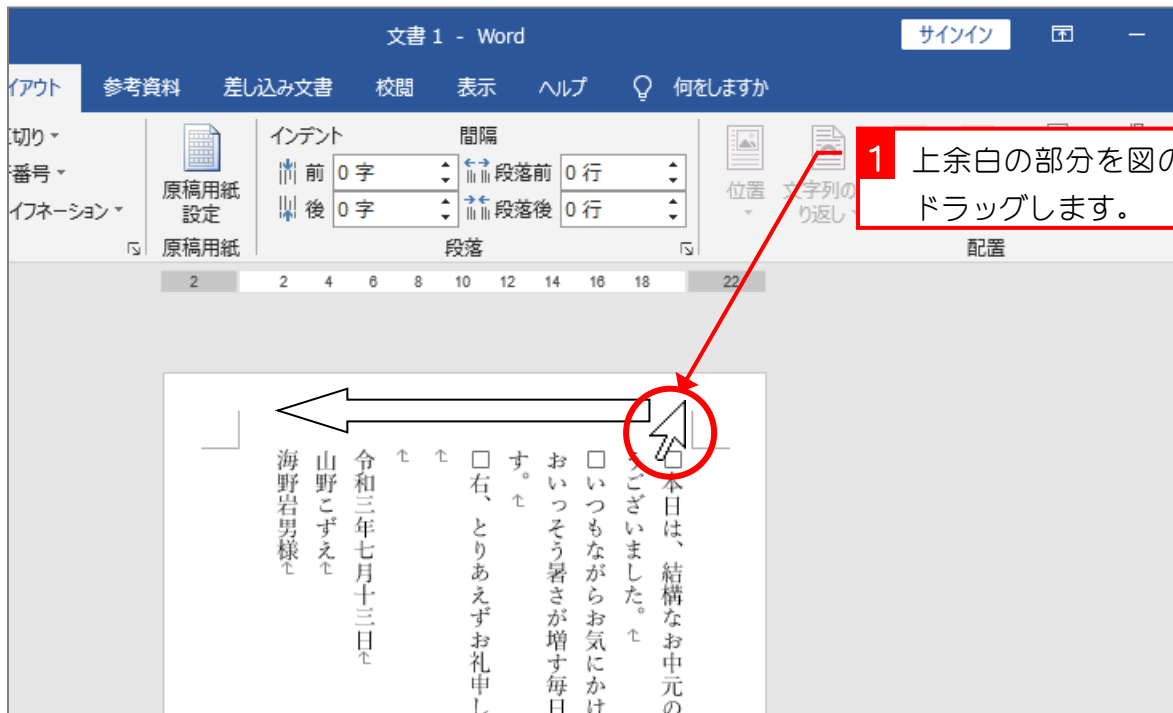 文書 1 - Word
サインイン
イアウト 参考資料 差し込み文書 校閲 表示 ヘルプ 何をしますか
区切り
番号
イフネーション
原稿用紙
設定
原稿用紙
インデント
前 0 字
後 0 字
間隔
段落前 0 行
段落後 0 行
段落
位置
文字列の
り返し
配置
1 上余白の部分を図の
ドラッグします。
2 2 4 6 8 10 12 14 16 18 22
□本日は、結構なお中元の
うございました。↵
□いつもながらお気にかけ
おいっそう暑さが増す毎日
す。↵
□右、とりあえずお礼申し
↵
↵
令和三年七月十三日↵
山野こずえ↵
海野岩男様↵